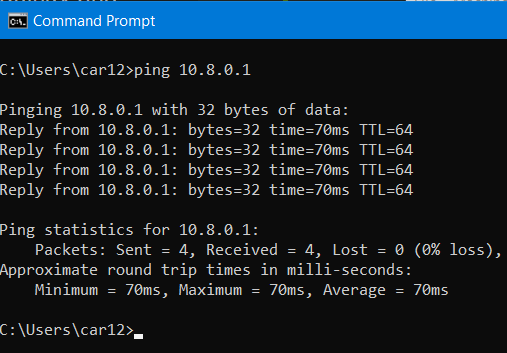 Command Prompt
C:\Users\car12>ping 10.8.0.1
Pinging 10.8.0.1 with 32 bytes of data:
Reply from 10.8.0.1: bytes=32 time=70ms TTL=64
Reply from 10.8.0.1: bytes=32 time=70ms TTL=64
Reply from 10.8.0.1: bytes=32 time=70ms TTL=64
Reply from 10.8.0.1: bytes=32 time=70ms TTL=64
Ping statistics for 10.8.0.1:
    Packets: Sent = 4, Received = 4, Lost = 0 (0% loss),
Approximate round trip times in milli-seconds:
    Minimum = 70ms, Maximum = 70ms, Average = 70ms
C:\Users\car12>